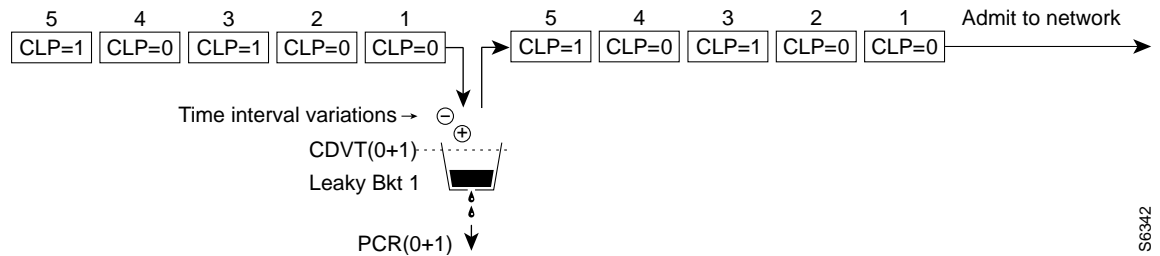 5 4 3 2 1 5 4 3 2 1 Admit to network
CLP=1 CLP=0 CLP=1 CLP=0 CLP=0 CLP=1 CLP=0 CLP=1 CLP=0 CLP=0
Time interval variations → − +
CDVT(0+1)
Leaky Bkt 1
PCR(0+1)
S6342